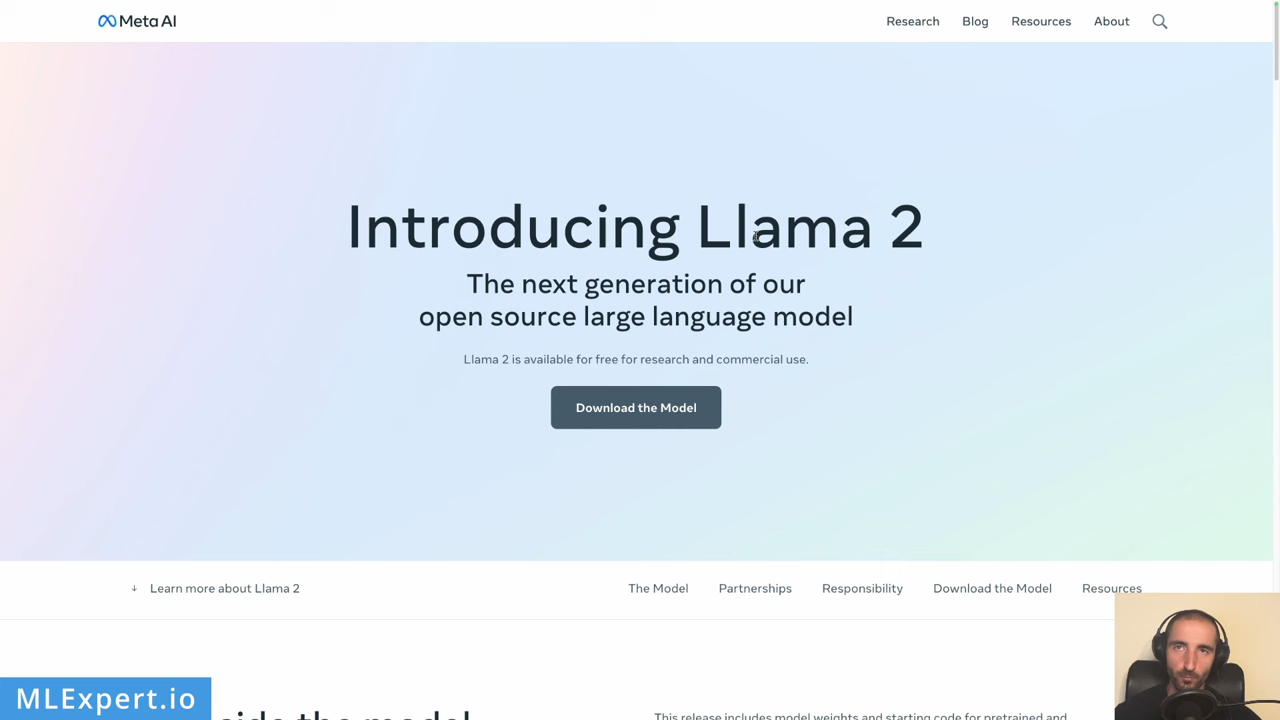 Meta AI
Research Blog Resources About
Introducing Llama 2
The next generation of our
open source large language model
Llama 2 is available for free for research and commercial use.
Download the Model
↓ Learn more about Llama 2
The Model Partnerships Responsibility Download the Model Resources
MLExpert.io
side the model
This release includes model weights and starting code for pretrained and